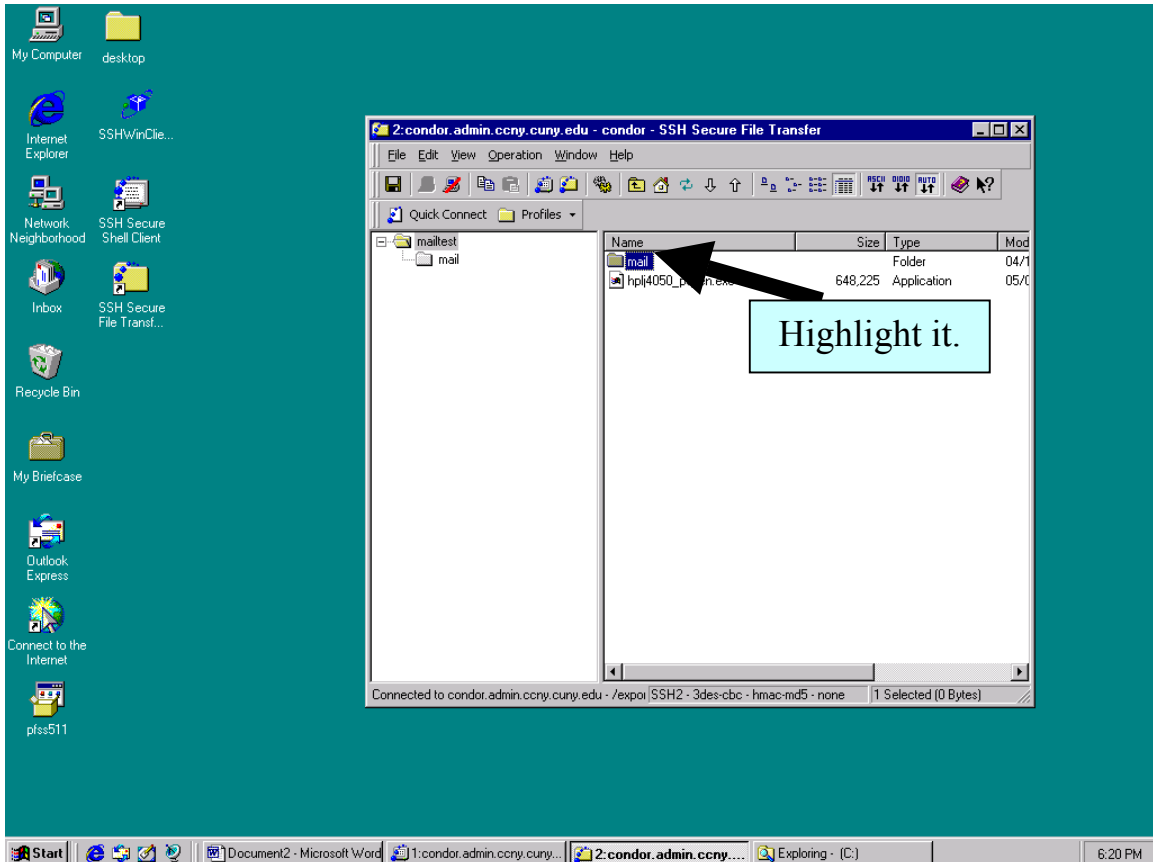 My Computer
desktop
Internet
Explorer
SSHWinClie...
Network
Neighborhood
SSH Secure
Shell Client
Inbox
SSH Secure
File Transf...
Recycle Bin
My Briefcase
Outlook
Express
Connect to the
Internet
pfss511
2:condor.admin.ccny.cuny.edu - condor - SSH Secure File Transfer
File Edit View Operation Window Help
ASCII AUTO
Quick Connect Profiles
mailtest
mail
Name Size Type Mod
mail Folder 04/1
648,225 Application 05/0
Highlight it.
Connected to condor.admin.ccny.cuny.edu - /expoi SSH2 - 3des-cbc - hmac-md5 - none 1 Selected (0 Bytes)
Start Document2 - Microsoft Word 1:condor.admin.ccny.cuny... 2:condor.admin.ccny.... Exploring - (C:) 6:20 PM